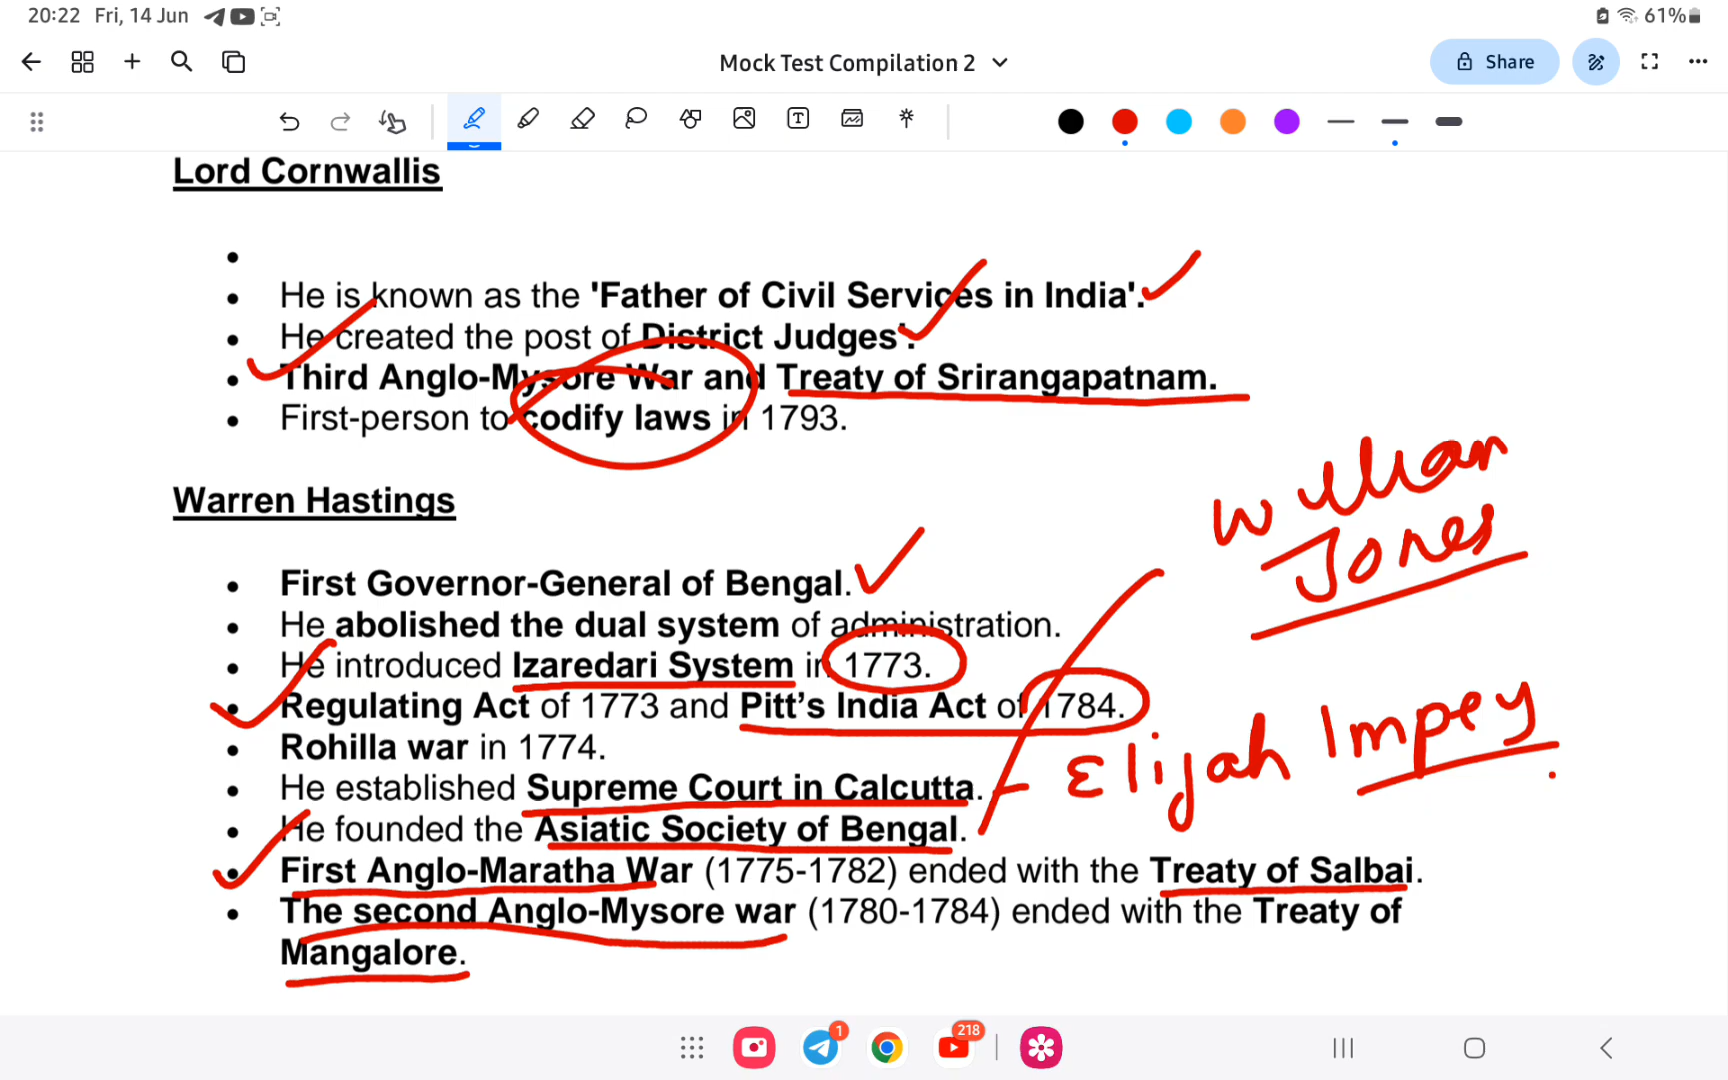 20:22 Fri, 14 Jun
61%
Mock Test Compilation 2
Share
Lord Cornwallis
He is known as the 'Father of Civil Services in India'.
He created the post of District Judges'.
Third Anglo-Mysore War and Treaty of Srirangapatnam.
First-person to codify laws in 1793.
William
Jones
Warren Hastings
First Governor-General of Bengal.
He abolished the dual system of administration.
He introduced Izaredari System in 1773.
Regulating Act of 1773 and Pitt's India Act of 1784.
Rohilla war in 1774.
He established Supreme Court in Calcutta. - Elijah Impey.
He founded the Asiatic Society of Bengal.
First Anglo-Maratha War (1775-1782) ended with the Treaty of Salbai.
The second Anglo-Mysore war (1780-1784) ended with the Treaty of
Mangalore.
1
218